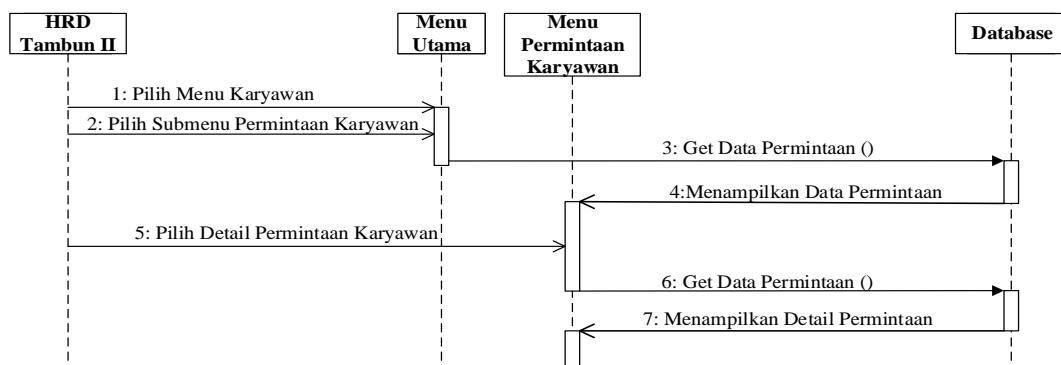 HRD
Tambun II
Menu
Utama
Menu
Permintaan
Karyawan
Database
1: Pilih Menu Karyawan
2: Pilih Submenu Permintaan Karyawan
3: Get Data Permintaan ()
4:Menampilkan Data Permintaan
5: Pilih Detail Permintaan Karyawan
6: Get Data Permintaan ()
7: Menampilkan Detail Permintaan